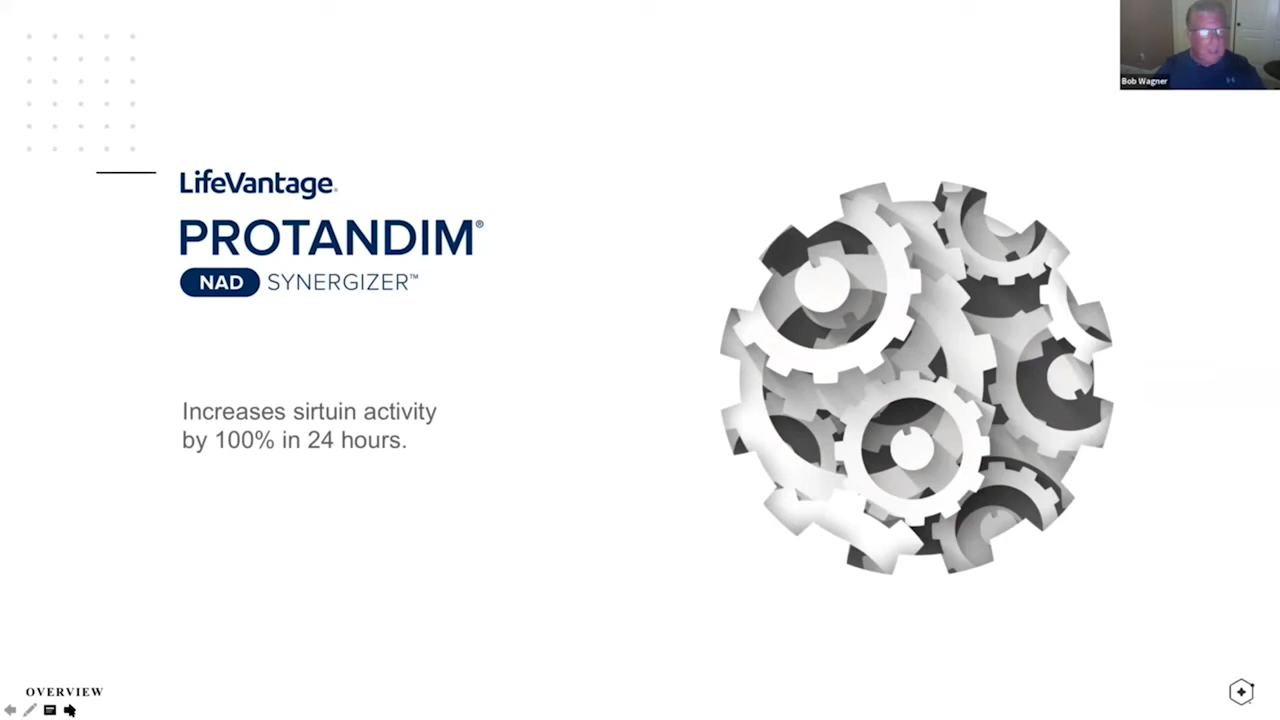 Bob Wagner
LifeVantage®
PROTANDIM®
NAD SYNERGIZER™
Increases sirtuin activity
by 100% in 24 hours.
OVERVIEW